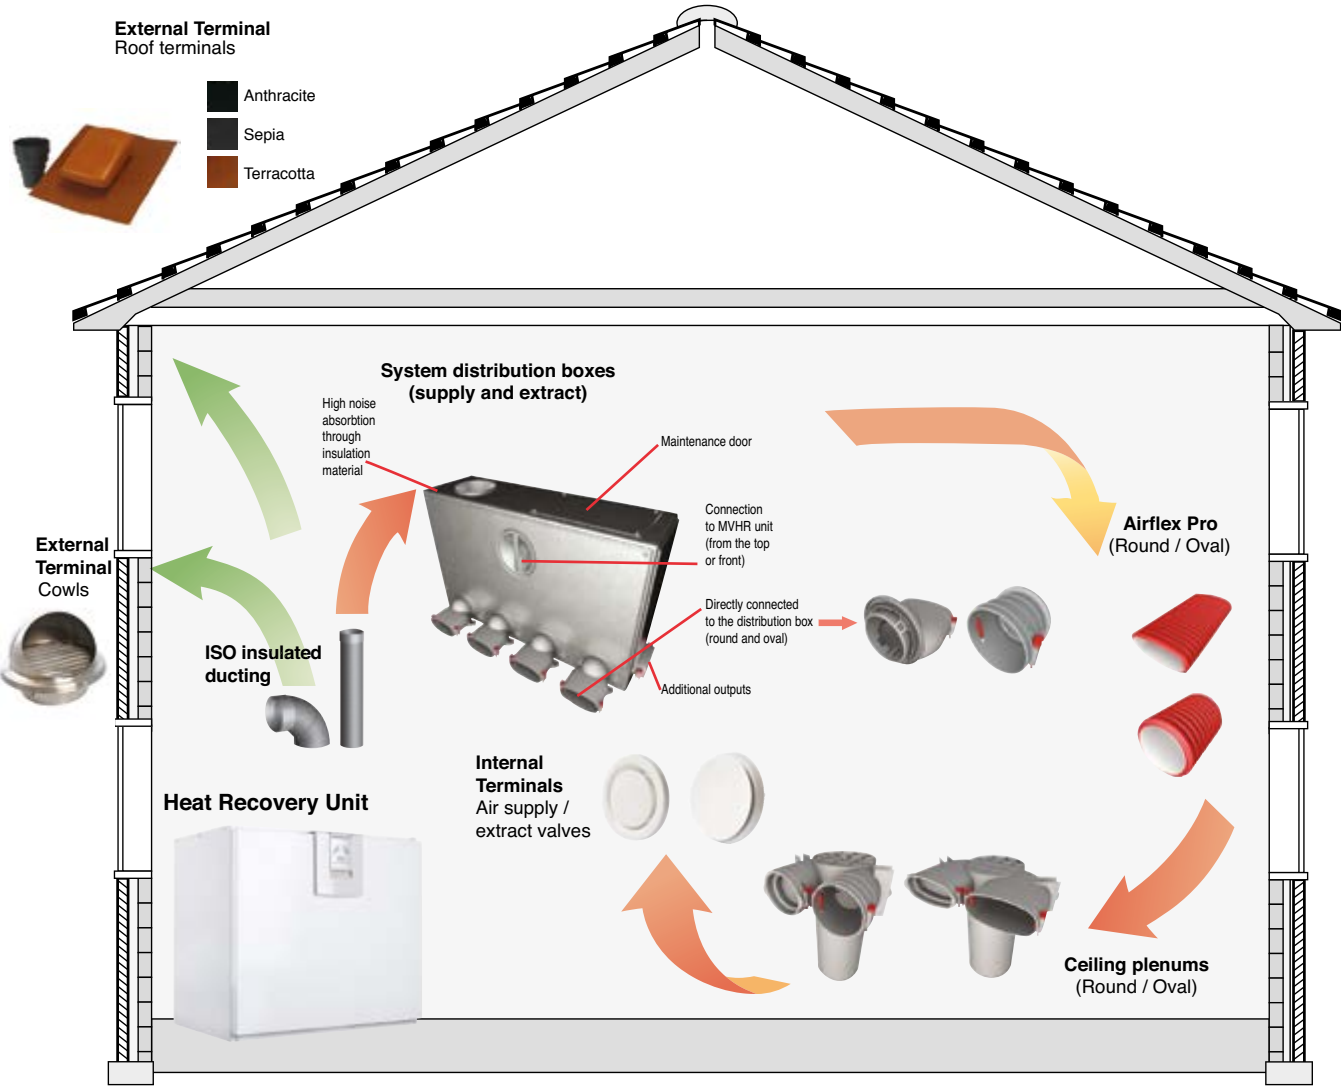 External Terminal
Roof terminals
Anthracite
Sepia
Terracotta
System distribution boxes
(supply and extract)
High noise
absorbtion
through
insulation
material
Maintenance door
Connection
to MVHR unit
(from the top
or front)
Directly connected
to the distribution box
(round and oval)
Additional outputs
Airflex Pro
(Round / Oval)
External
Terminal
Cowls
ISO insulated
ducting
Internal
Terminals
Air supply /
extract valves
Heat Recovery Unit
Ceiling plenums
(Round / Oval)